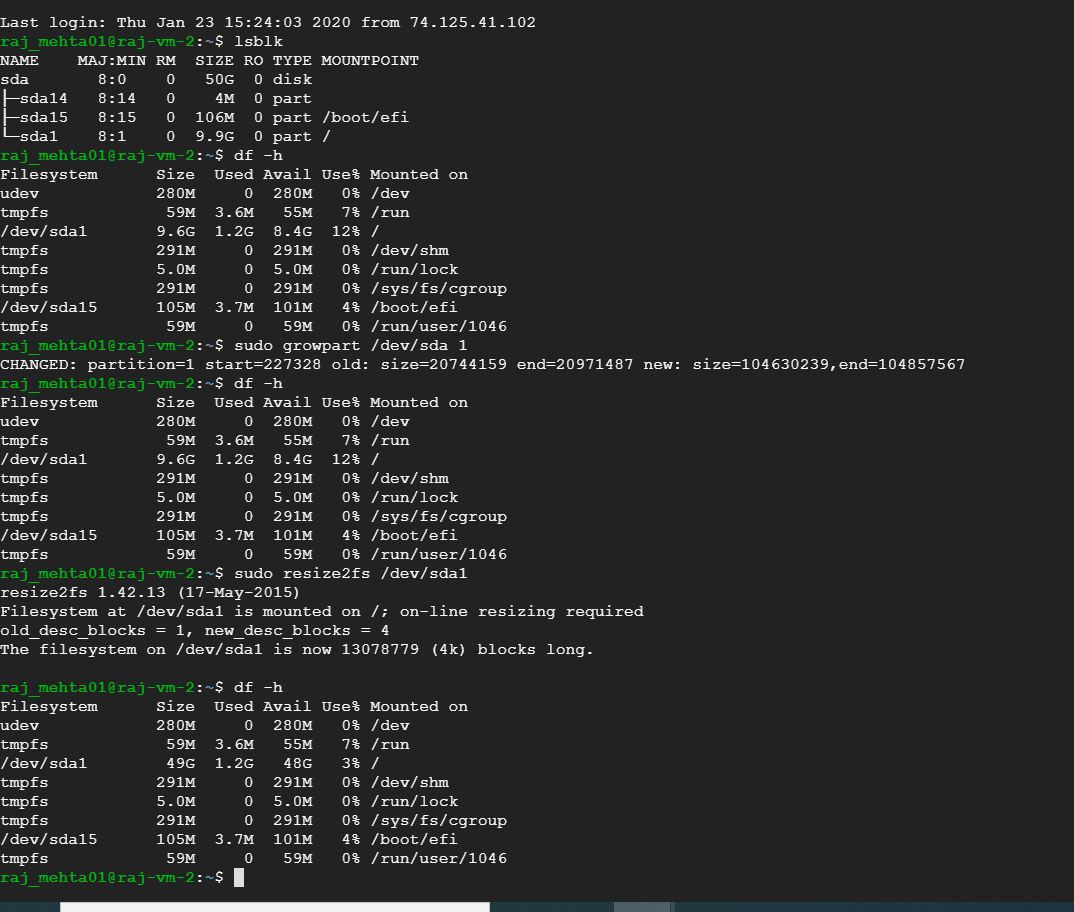 Last login: Thu Jan 23 15:24:03 2020 from 74.125.41.102
raj_mehta01@raj-vm-2:~$ lsblk
NAME    MAJ:MIN RM  SIZE RO TYPE MOUNTPOINT
sda       8:0    0   50G  0 disk
├─sda14   8:14   0    4M  0 part
├─sda15   8:15   0  106M  0 part /boot/efi
└─sda1    8:1    0  9.9G  0 part /
raj_mehta01@raj-vm-2:~$ df -h
Filesystem      Size  Used Avail Use% Mounted on
udev            280M     0  280M   0% /dev
tmpfs            59M  3.6M   55M   7% /run
/dev/sda1       9.6G  1.2G  8.4G  12% /
tmpfs           291M     0  291M   0% /dev/shm
tmpfs           5.0M     0  5.0M   0% /run/lock
tmpfs           291M     0  291M   0% /sys/fs/cgroup
/dev/sda15      105M  3.7M  101M   4% /boot/efi
tmpfs            59M     0   59M   0% /run/user/1046
raj_mehta01@raj-vm-2:~$ sudo growpart /dev/sda 1
CHANGED: partition=1 start=227328 old: size=20744159 end=20971487 new: size=104630239,end=104857567
raj_mehta01@raj-vm-2:~$ df -h
Filesystem      Size  Used Avail Use% Mounted on
udev            280M     0  280M   0% /dev
tmpfs            59M  3.6M   55M   7% /run
/dev/sda1       9.6G  1.2G  8.4G  12% /
tmpfs           291M     0  291M   0% /dev/shm
tmpfs           5.0M     0  5.0M   0% /run/lock
tmpfs           291M     0  291M   0% /sys/fs/cgroup
/dev/sda15      105M  3.7M  101M   4% /boot/efi
tmpfs            59M     0   59M   0% /run/user/1046
raj_mehta01@raj-vm-2:~$ sudo resize2fs /dev/sda1
resize2fs 1.42.13 (17-May-2015)
Filesystem at /dev/sda1 is mounted on /; on-line resizing required
old_desc_blocks = 1, new_desc_blocks = 4
The filesystem on /dev/sda1 is now 13078779 (4k) blocks long.
raj_mehta01@raj-vm-2:~$ df -h
Filesystem      Size  Used Avail Use% Mounted on
udev            280M     0  280M   0% /dev
tmpfs            59M  3.6M   55M   7% /run
/dev/sda1        49G  1.2G   48G   3% /
tmpfs           291M     0  291M   0% /dev/shm
tmpfs           5.0M     0  5.0M   0% /run/lock
tmpfs           291M     0  291M   0% /sys/fs/cgroup
/dev/sda15      105M  3.7M  101M   4% /boot/efi
tmpfs            59M     0   59M   0% /run/user/1046
raj_mehta01@raj-vm-2:~$